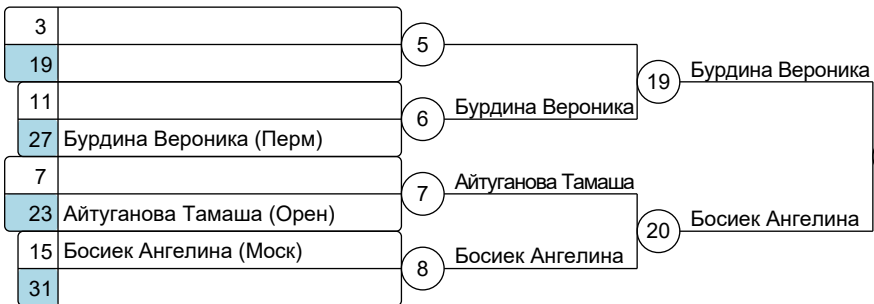 3
5
19
19 Бурдина Вероника
11
6 Бурдина Вероника
27 Бурдина Вероника (Перм)
7
7 Айтуганова Тамаша
23 Айтуганова Тамаша (Орен)
20 Босиек Ангелина
15 Босиек Ангелина (Моск)
8 Босиек Ангелина
31